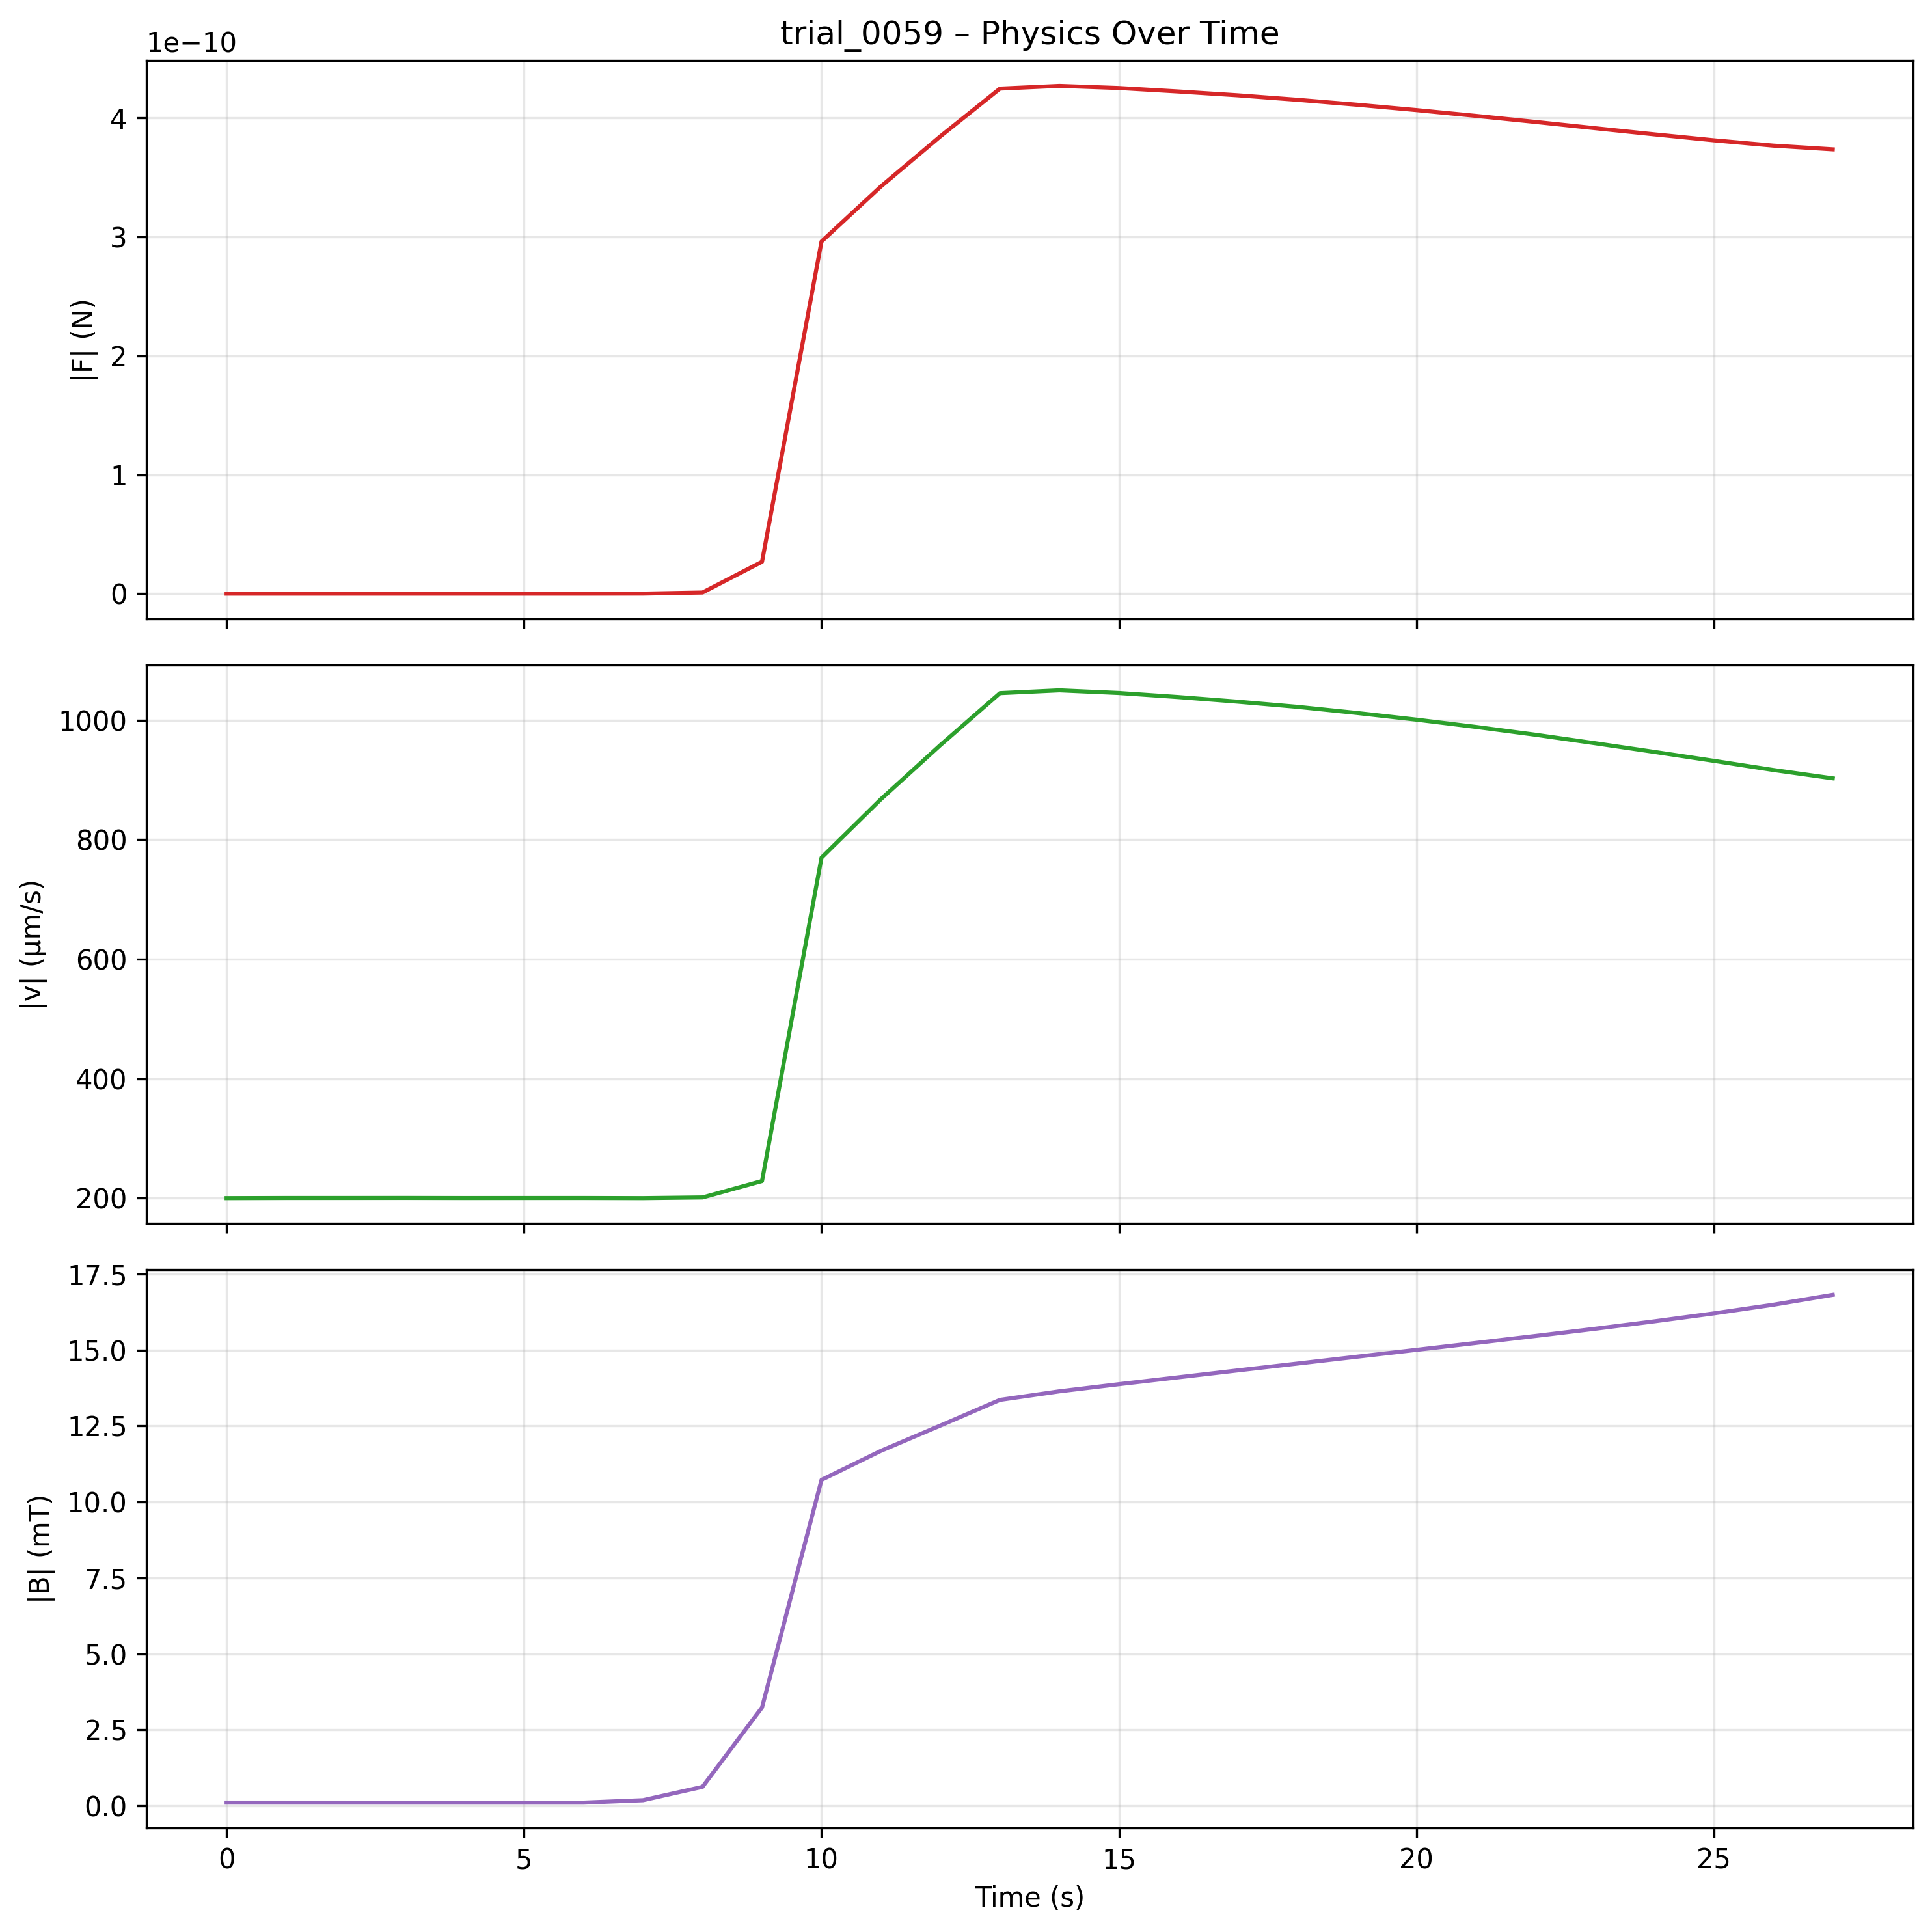 trial_0059 – Physics Over Time
1e−10
4
3
2
1
0
|F| (N)
1000
800
600
400
200
|v| (µm/s)
17.5
15.0
12.5
10.0
7.5
5.0
2.5
0.0
|B| (mT)
0 5 10 15 20 25
Time (s)